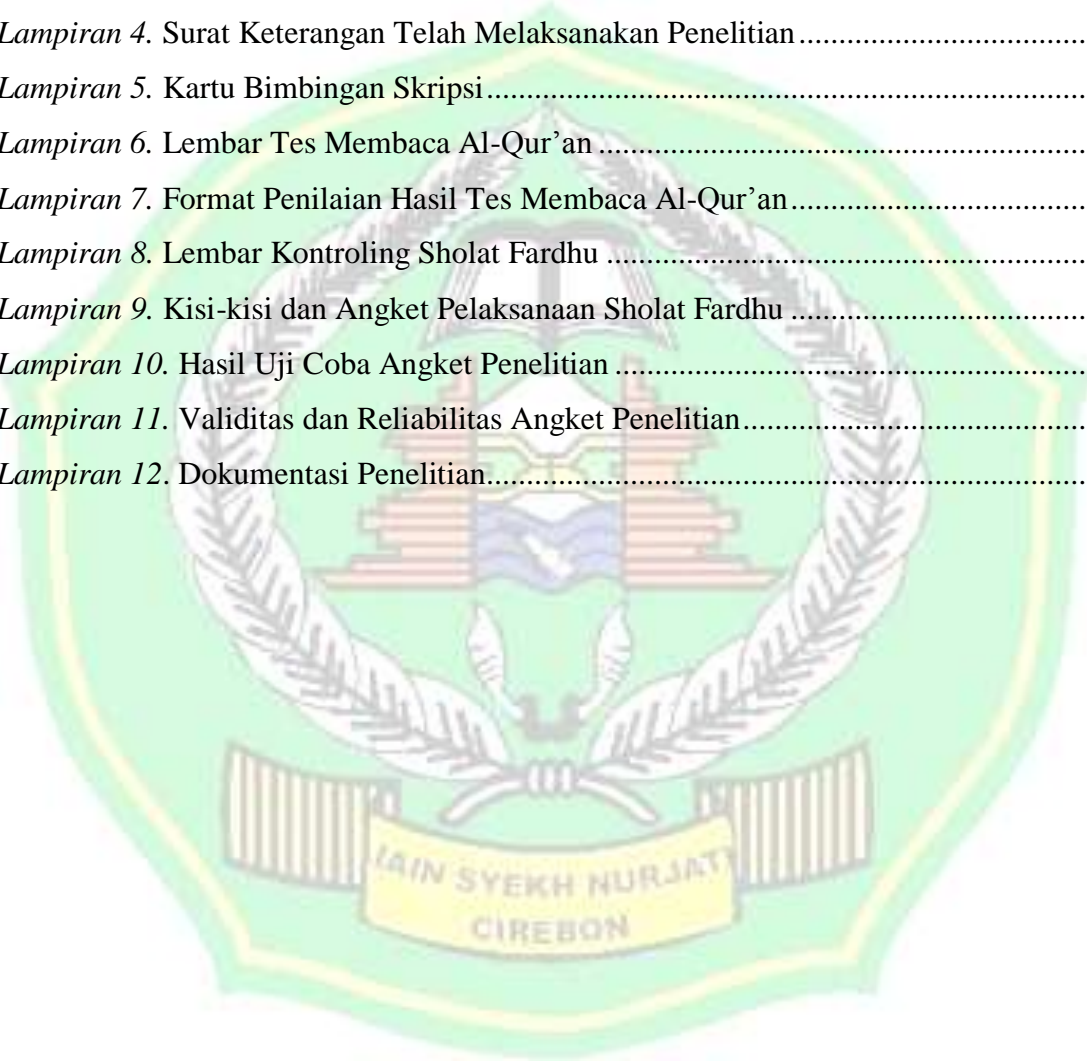 Lampiran 4. Surat Keterangan Telah Melaksanakan Penelitian
Lampiran 5. Kartu Bimbingan Skripsi
Lampiran 6. Lembar Tes Membaca Al-Qur’an
Lampiran 7. Format Penilaian Hasil Tes Membaca Al-Qur’an
Lampiran 8. Lembar Kontroling Sholat Fardhu
Lampiran 9. Kisi-kisi dan Angket Pelaksanaan Sholat Fardhu
Lampiran 10. Hasil Uji Coba Angket Penelitian
Lampiran 11. Validitas dan Reliabilitas Angket Penelitian
Lampiran 12. Dokumentasi Penelitian
IAIN SYEKH NURJATI
CIREBON